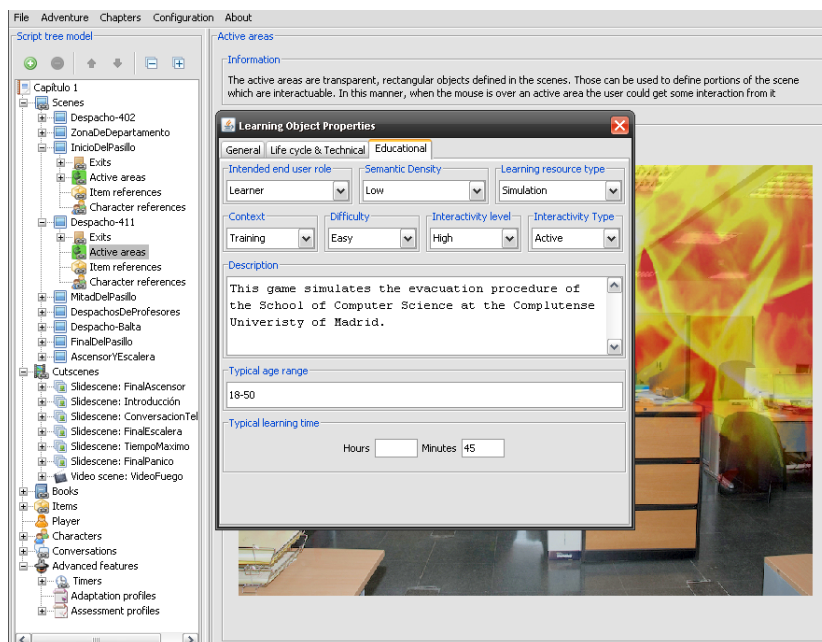 File Adventure Chapters Configuration About
Script tree model
Capítulo 1
Scenes
Despacho-402
ZonaDeDepartamento
InicioDelPasillo
Exits
Active areas
Item references
Character references
Despacho-411
Exits
Active areas
Item references
Character references
MitadDelPasillo
DespachosDeProfesores
Despacho-Balta
FinalDelPasillo
AscensorYEscalera
Cutscenes
Slidescene: FinalAscensor
Slidescene: Introducción
Slidescene: ConversacionTel
Slidescene: FinalEscalera
Slidescene: TiempoMaximo
Slidescene: FinalPanico
Video scene: VideoFuego
Books
Items
Player
Characters
Conversations
Advanced features
Timers
Adaptation profiles
Assessment profiles
Active areas
Information
The active areas are transparent, rectangular objects defined in the scenes. Those can be used to define portions of the scene
which are interactuable. In this manner, when the mouse is over an active area the user could get some interaction from it
Learning Object Properties
General Life cycle & Technical Educational
Intended end user role Semantic Density Learning resource type
Learner Low Simulation
Context Difficulty Interactivity level Interactivity Type
Training Easy High Active
Description
This game simulates the evacuation procedure of
the School of Computer Science at the Complutense
Univeristy of Madrid.
Typical age range
18-50
Typical learning time
Hours Minutes 45